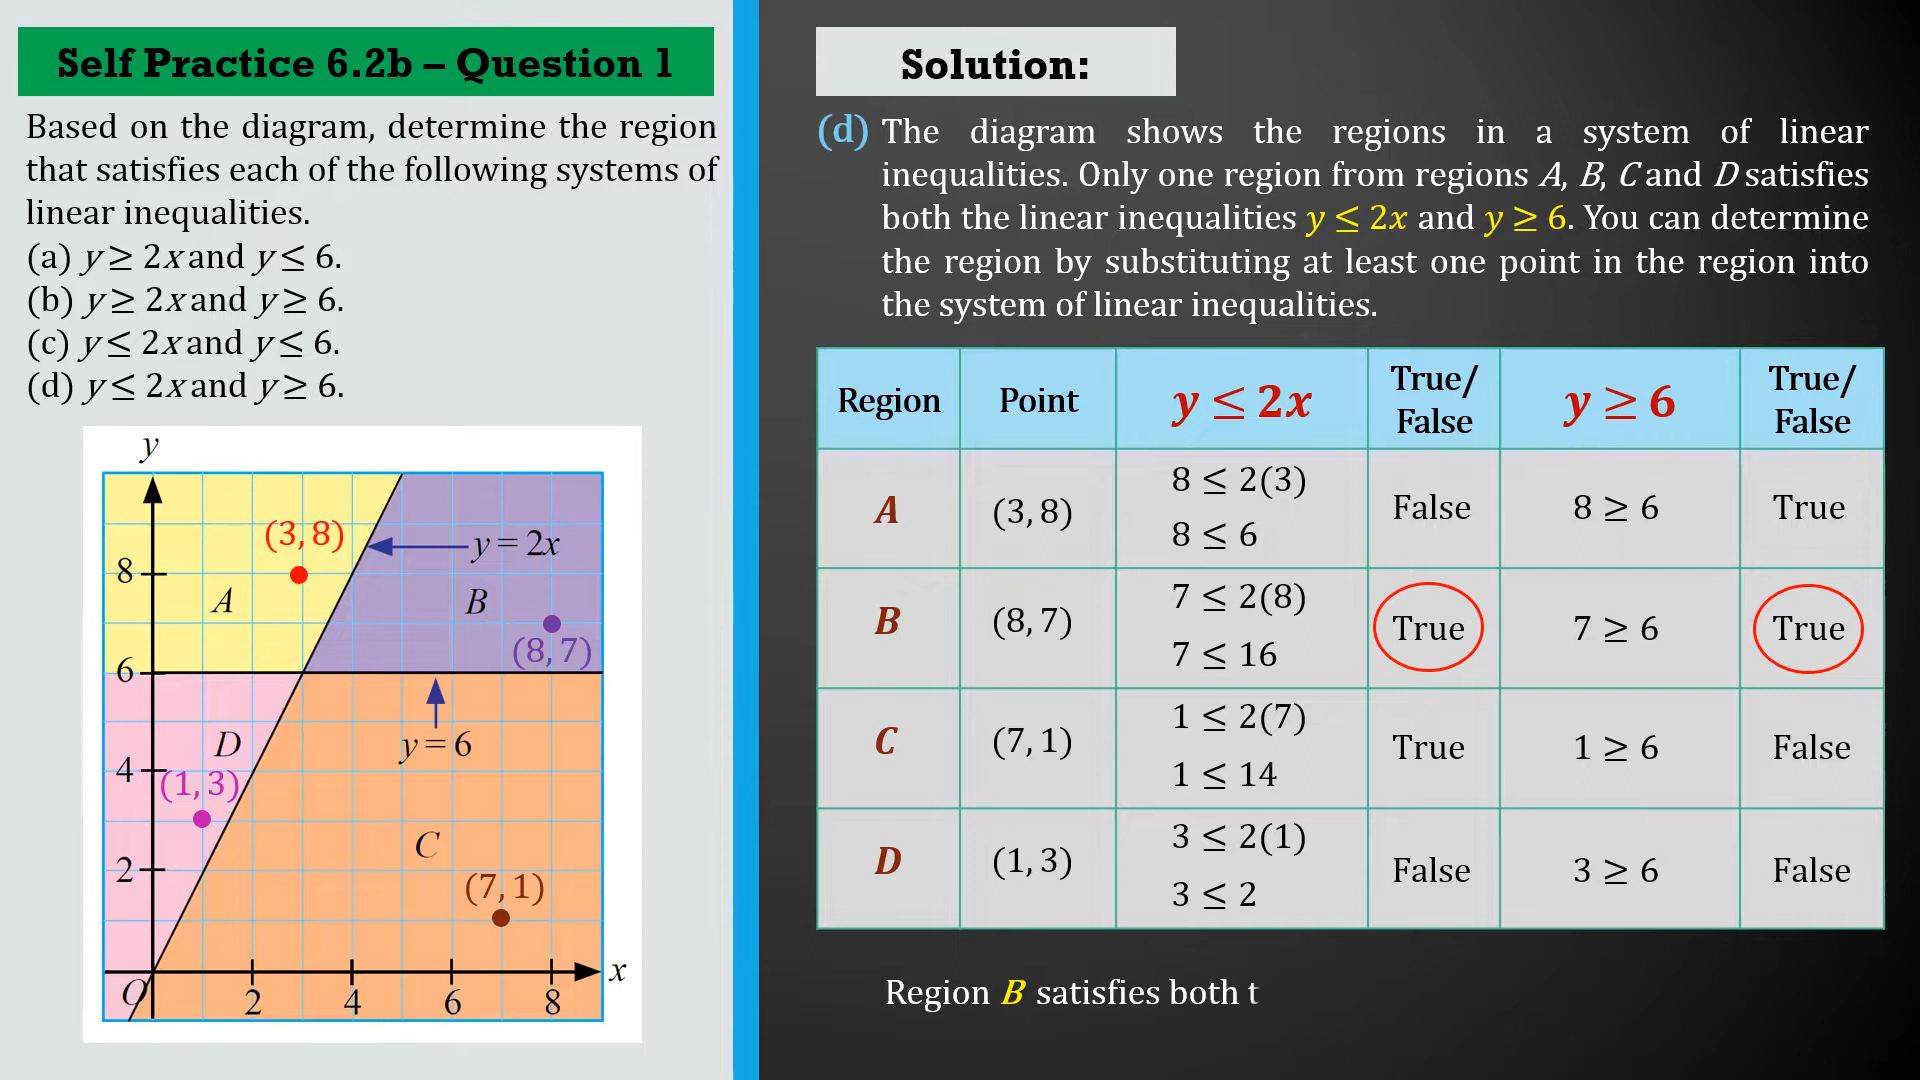 Self Practice 6.2b – Question 1
Based on the diagram, determine the region
that satisfies each of the following systems of
linear inequalities.
(a) y ≥ 2x and y ≤ 6.
(b) y ≥ 2x and y ≥ 6.
(c) y ≤ 2x and y ≤ 6.
(d) y ≤ 2x and y ≥ 6.
y
(3, 8)
y = 2x
8
A
B
(8, 7)
6
D
y = 6
4
(1, 3)
C
2
(7, 1)
x
O
2 4 6 8
Solution:
(d) The diagram shows the regions in a system of linear
inequalities. Only one region from regions A, B, C and D satisfies
both the linear inequalities y ≤ 2x and y ≥ 6. You can determine
the region by substituting at least one point in the region into
the system of linear inequalities.
Region Point y ≤ 2x True/ False y ≥ 6 True/ False
A (3, 8) 8 ≤ 2(3) False 8 ≥ 6 True
8 ≤ 6
B (8, 7) 7 ≤ 2(8) True 7 ≥ 6 True
7 ≤ 16
C (7, 1) 1 ≤ 2(7) True 1 ≥ 6 False
1 ≤ 14
D (1, 3) 3 ≤ 2(1) False 3 ≥ 6 False
3 ≤ 2
Region B satisfies both t